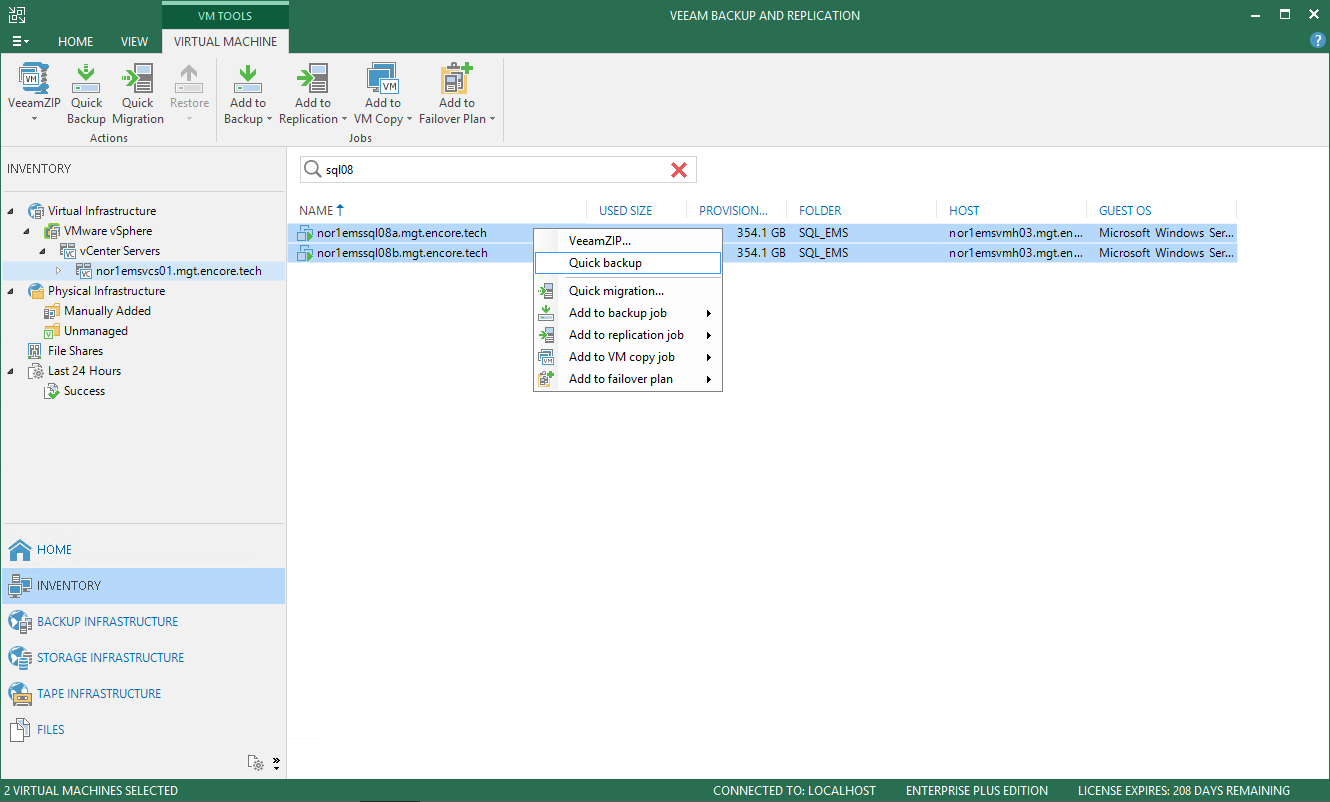 VM TOOLS
VEEAM BACKUP AND REPLICATION
HOME VIEW VIRTUAL MACHINE
VeeamZIP Quick Backup Quick Migration Restore Add to Backup Add to Replication Add to VM Copy Add to Failover Plan
Actions Jobs
INVENTORY
Virtual Infrastructure
VMware vSphere
vCenter Servers
nor1emsvcs01.mgt.encore.tech
Physical Infrastructure
Manually Added
Unmanaged
File Shares
Last 24 Hours
Success
HOME
INVENTORY
BACKUP INFRASTRUCTURE
STORAGE INFRASTRUCTURE
TAPE INFRASTRUCTURE
FILES
sql08
NAME USED SIZE PROVISION... FOLDER HOST GUEST OS
nor1emssql08a.mgt.encore.tech 354.1 GB SQL_EMS nor1emsvmh03.mgt.en... Microsoft Windows Ser...
nor1emssql08b.mgt.encore.tech 354.1 GB SQL_EMS nor1emsvmh03.mgt.en... Microsoft Windows Ser...
VeeamZIP...
Quick backup
Quick migration...
Add to backup job
Add to replication job
Add to VM copy job
Add to failover plan
2 VIRTUAL MACHINES SELECTED
CONNECTED TO: LOCALHOST ENTERPRISE PLUS EDITION LICENSE EXPIRES: 208 DAYS REMAINING